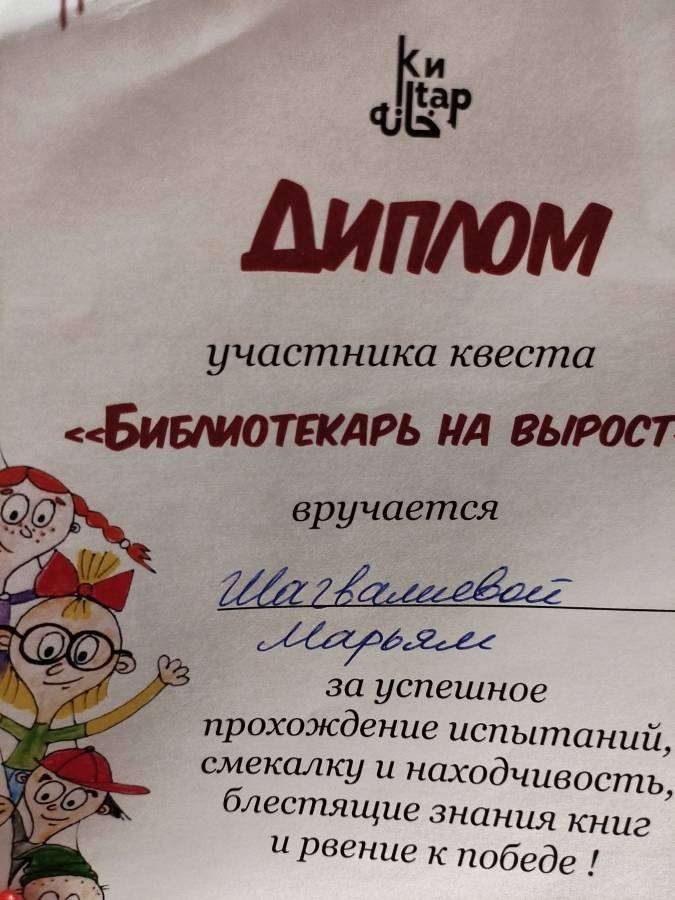 Ки
tap
خانه
Диплом
участника квеста
«Библиотекарь на вырост
вручается
Шагвалиевой
Марьям
за успешное
прохождение испытаний,
смекалку и находчивость,
блестящие знания книг
и рвение к победе !